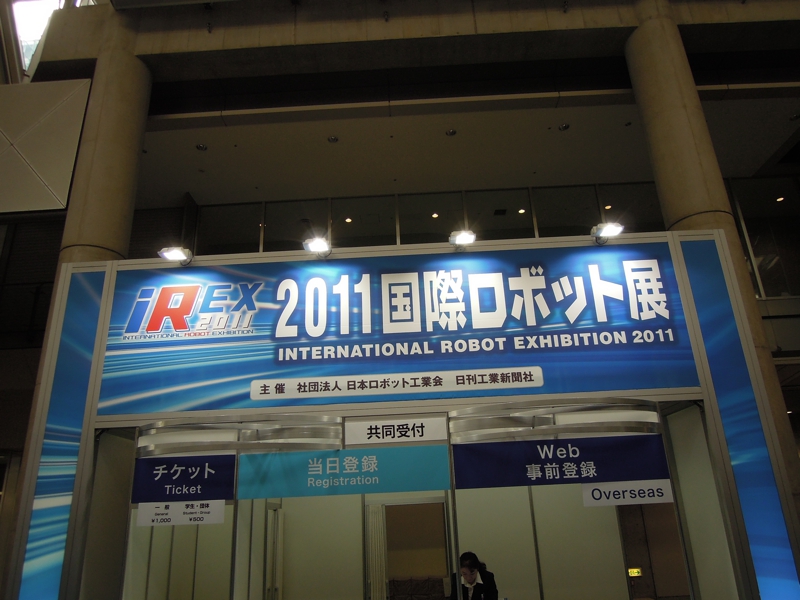 iREX
2011
INTERNATIONAL ROBOT EXHIBITION
2011国際ロボット展
INTERNATIONAL ROBOT EXHIBITION 2011
主催 社団法人 日本ロボット工業会 日刊工業新聞社
共同受付
チケット
Ticket
一般
General
¥1,000
学生・団体
Student・Group
¥500
当日登録
Registration
Web
事前登録
Overseas